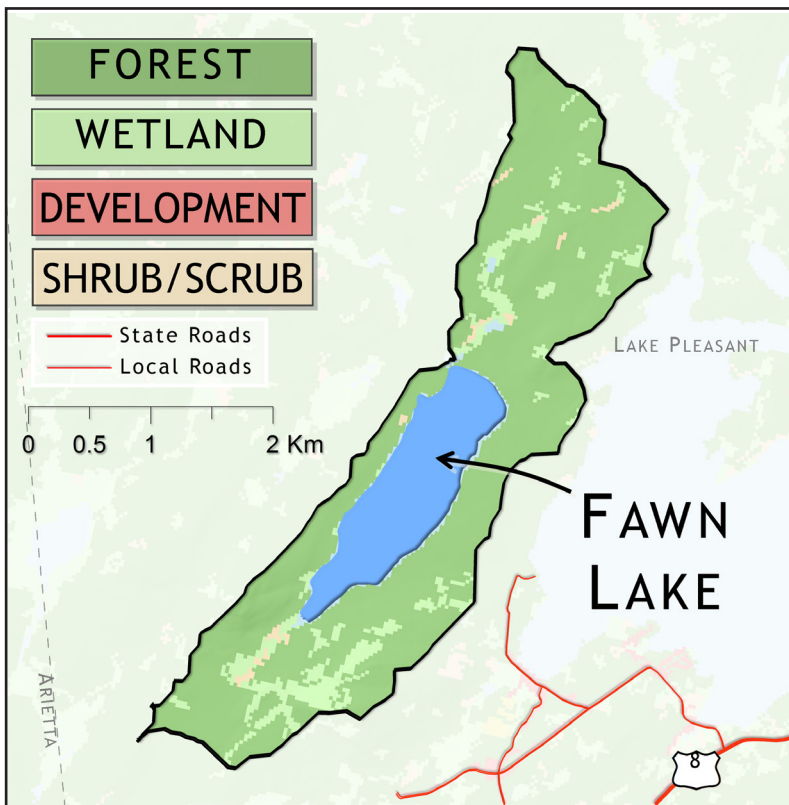 FOREST
WETLAND
DEVELOPMENT
SHRUB/SCRUB
State Roads
Local Roads
0 0.5 1 2 Km
LAKE PLEASANT
FAWN
LAKE
ARIETTA
8